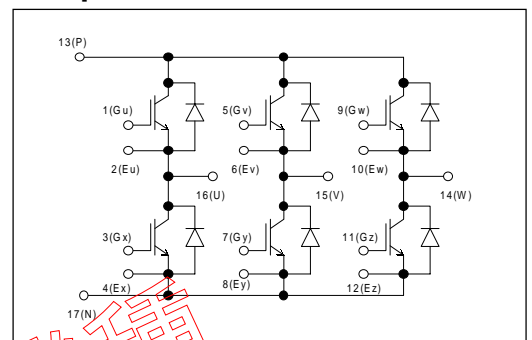 13(P)
1(Gu)
5(Gv)
9(Gw)
2(Eu)
6(Ev)
10(Ew)
16(U)
15(V)
14(W)
3(Gx)
7(Gy)
11(Gz)
4(Ex)
8(Ey)
12(Ez)
17(N)